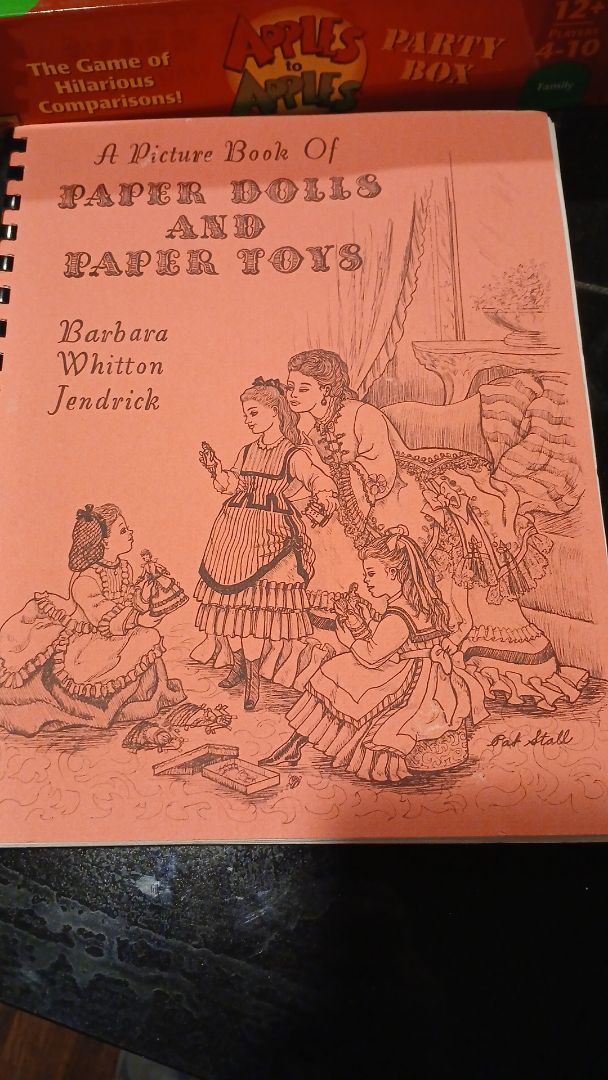 The Game of
Hilarious
Comparisons!
APPLES
to
APPLES
PARTY
BOX
12+
PLAYERS
4-10
Family
A Picture Book Of
PAPER DOLLS
AND
PAPER TOYS
Barbara
Whitton
Jendrick
Pat Stall